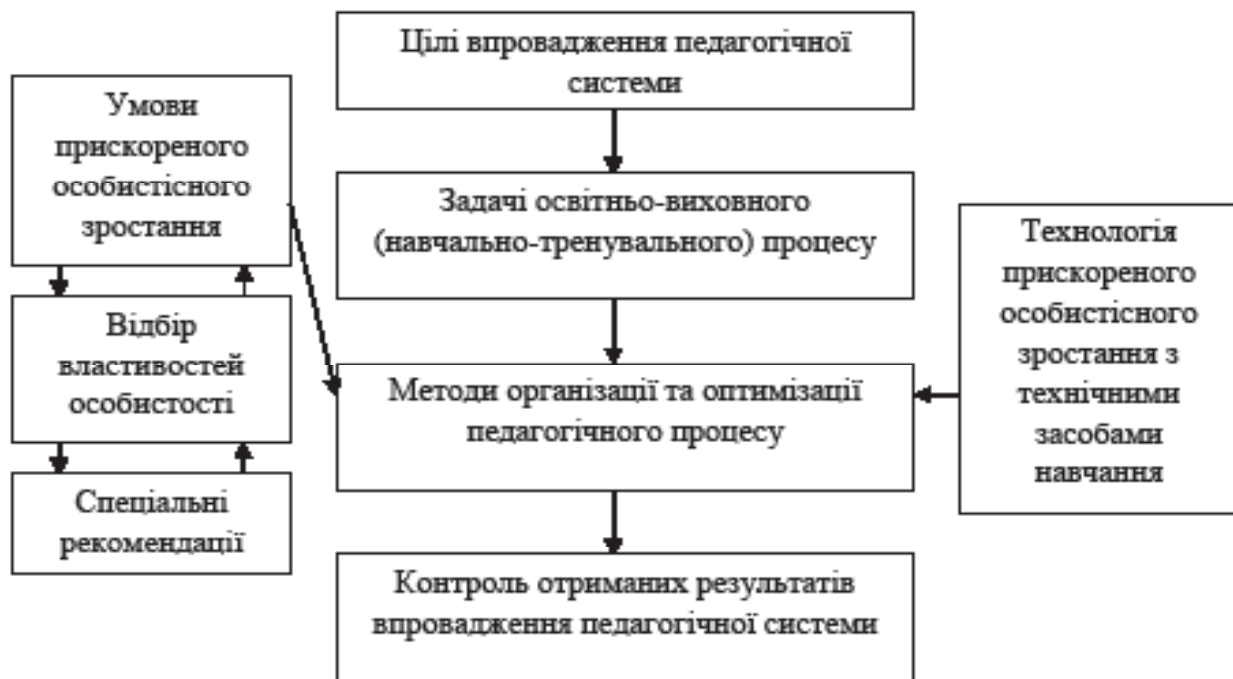 Цілі впровадження педагогічної
системи
Умови
прискореного
особистісного
зростання
Задачі освітньо-виховного
(навчально-тренувального) процесу
Технологія
прискореного
особистісного
зростання з
технічними
засобами
навчання
Відбір
властивостей
особистості
Методи організації та оптимізації
педагогічного процесу
Спеціальні
рекомендації
Контроль отриманих результатів
впровадження педагогічної системи